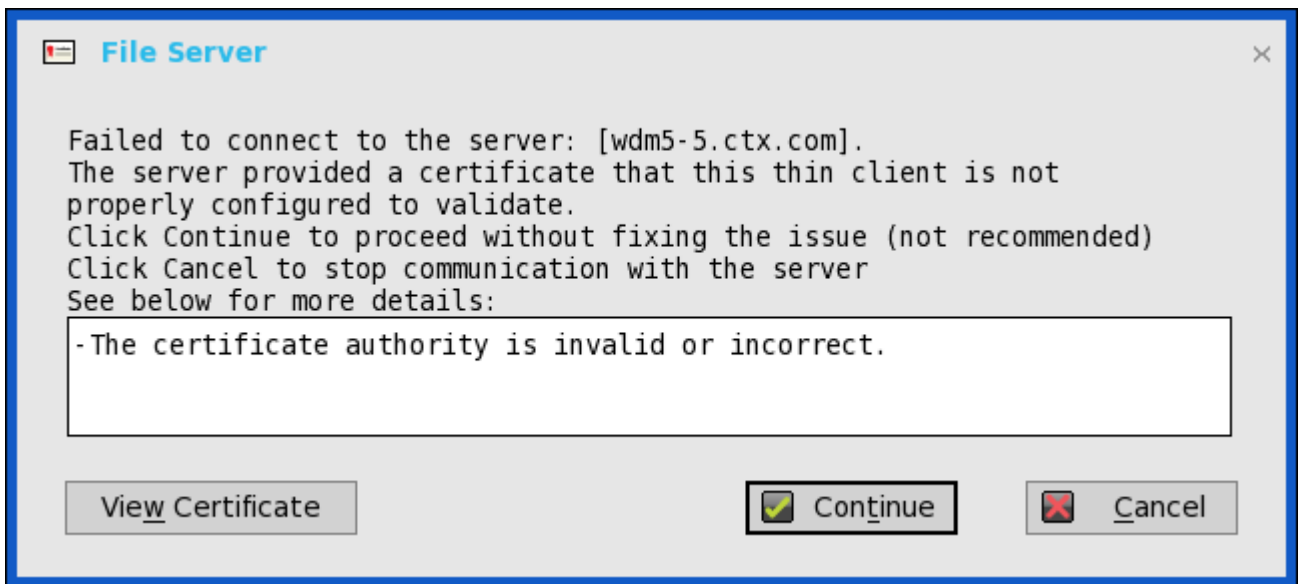 File Server
Failed to connect to the server: [wdm5-5.ctx.com].
The server provided a certificate that this thin client is not
properly configured to validate.
Click Continue to proceed without fixing the issue (not recommended)
Click Cancel to stop communication with the server
See below for more details:
-The certificate authority is invalid or incorrect.
View Certificate
Continue
Cancel